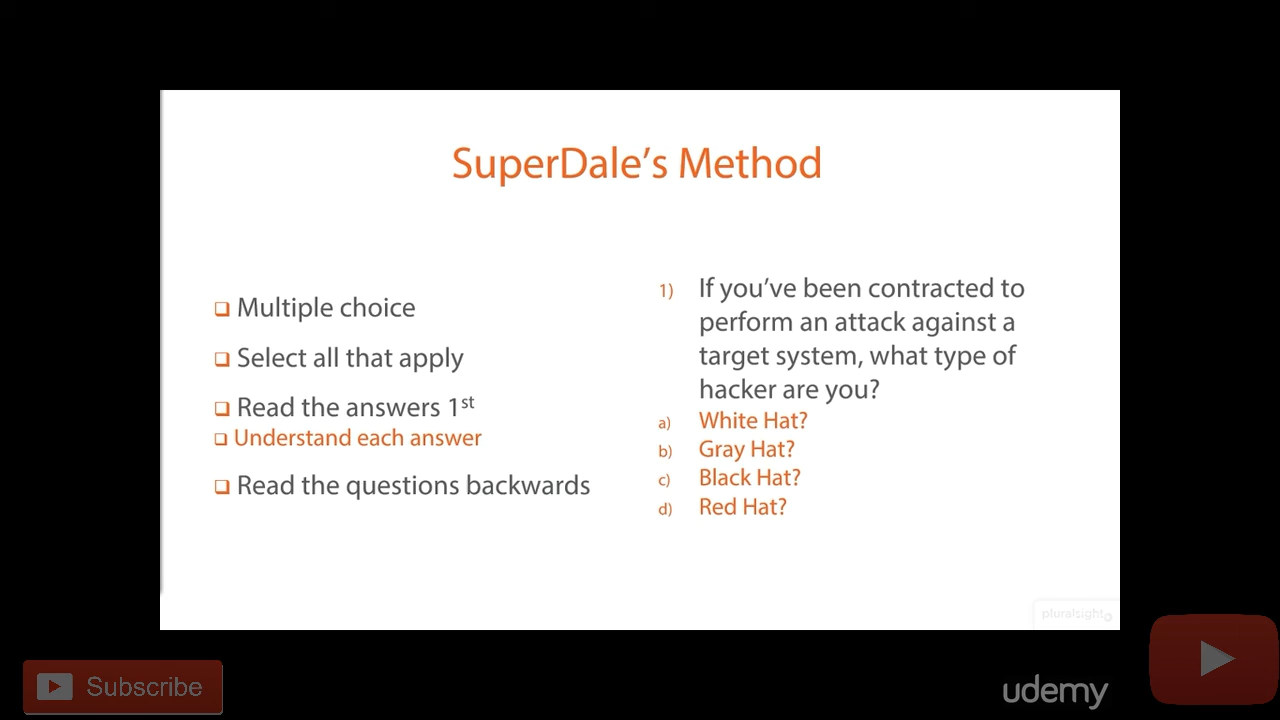 SuperDale's Method
❑ Multiple choice
❑ Select all that apply
❑ Read the answers 1st
❑ Understand each answer
❑ Read the questions backwards
1) If you've been contracted to
perform an attack against a
target system, what type of
hacker are you?
a) White Hat?
b) Gray Hat?
c) Black Hat?
d) Red Hat?
pluralsight
Subscribe
udemy